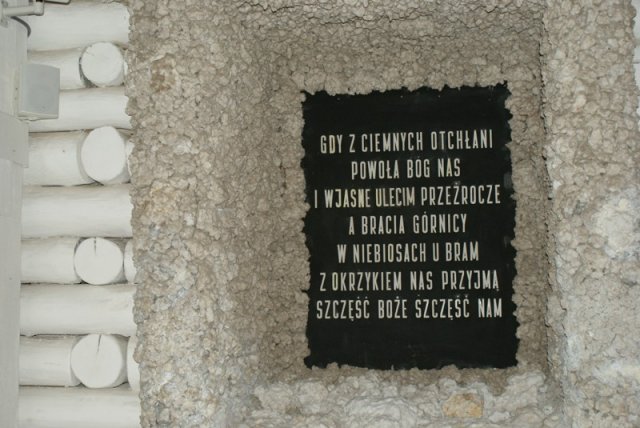 GDY Z CIEMNYCH OTCHŁANI
POWOŁA BÓG NAS
I WJASNE ULECIM PRZEŹROCZE
A BRACIA GÓRNICY
W NIEBIOSACH U BRAM
Z OKRZYKIEM NAS PRZYJMĄ
SZCZĘŚĆ BOŻE SZCZĘŚĆ NAM